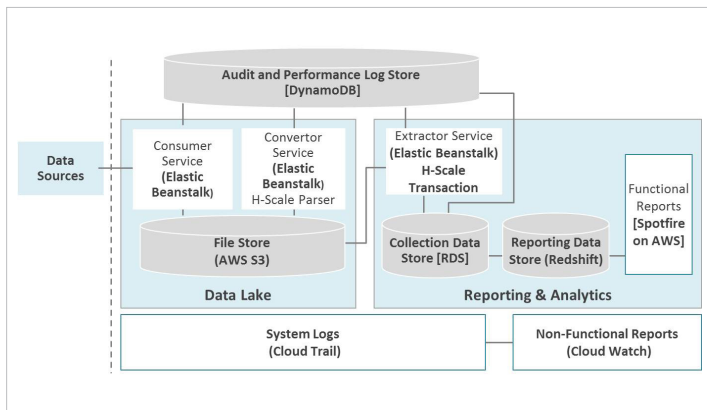 Audit and Performance Log Store
[DynamoDB]
Data
Sources
Consumer
Service
(Elastic
Beanstalk)
Convertor
Service
(Elastic
Beanstalk)
H-Scale Parser
File Store
(AWS S3)
Data Lake
Extractor Service
(Elastic Beanstalk)
H-Scale
Transaction
Collection Data
Store [RDS]
Reporting Data
Store (Redshift)
Functional
Reports
[Spotfire
on AWS]
Reporting & Analytics
System Logs
(Cloud Trail)
Non-Functional Reports
(Cloud Watch)